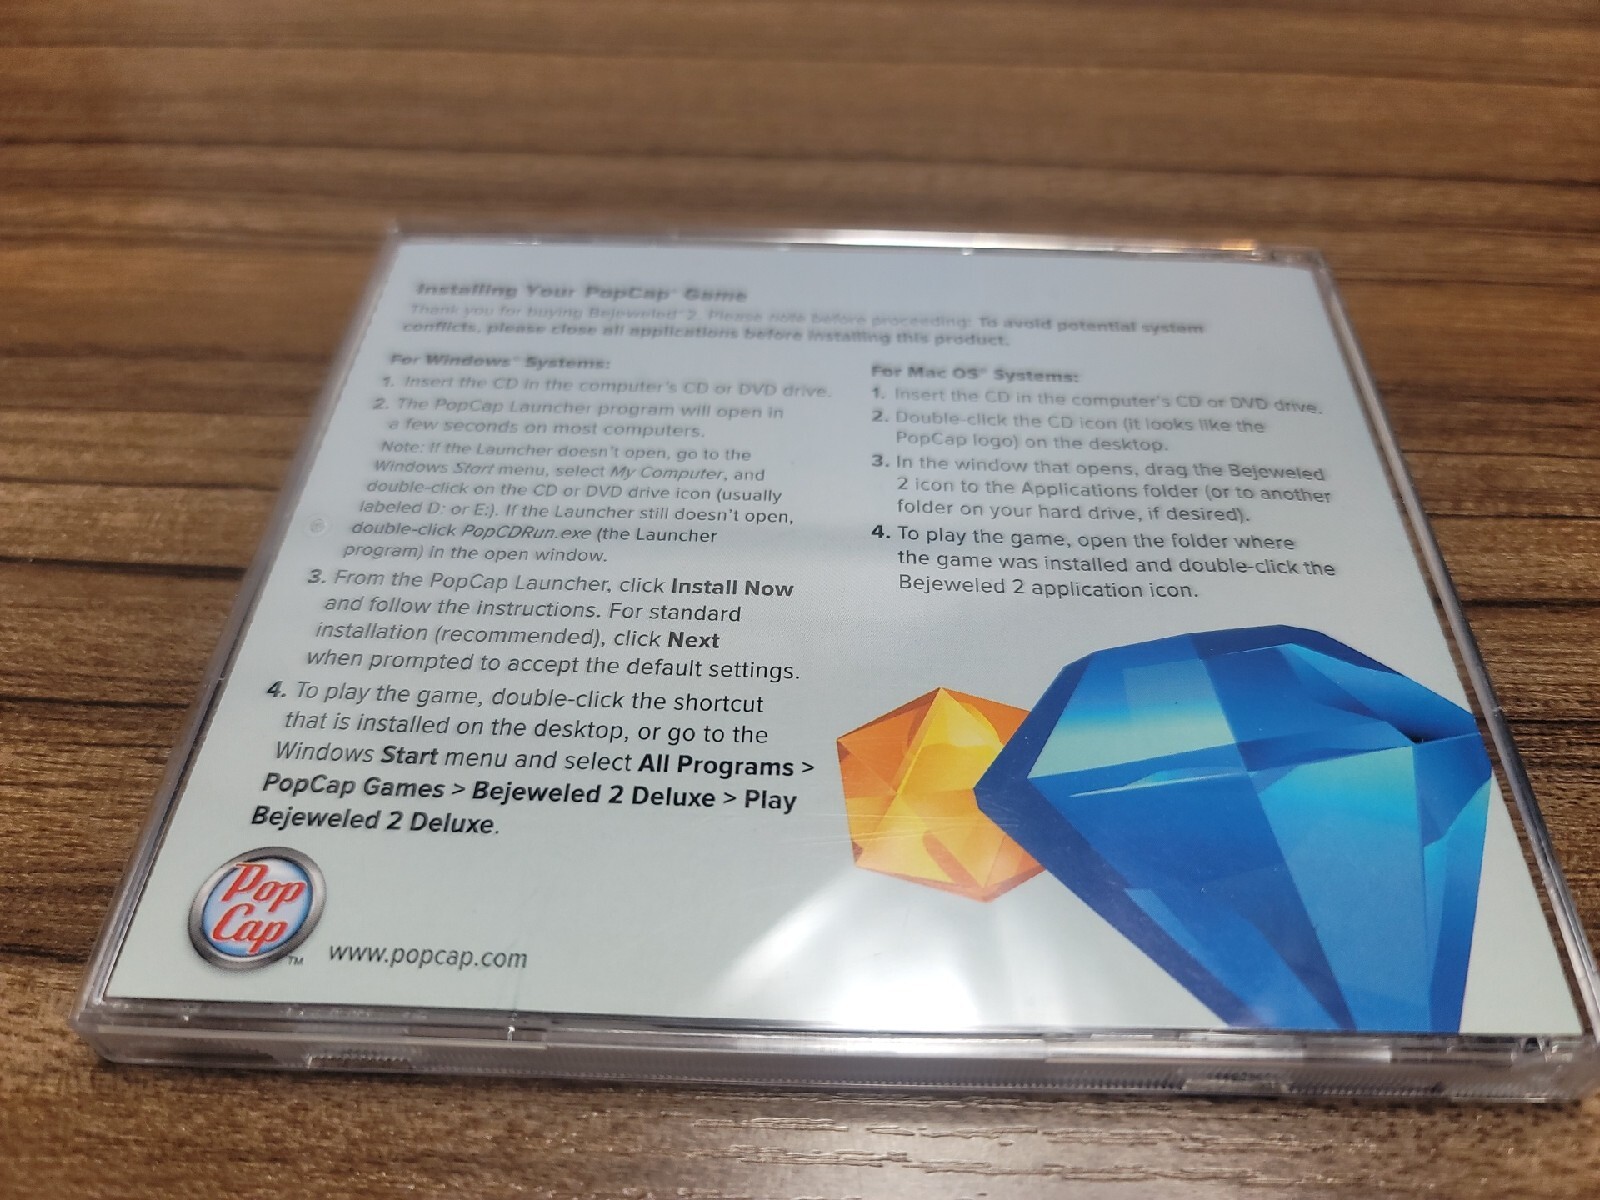 Installing Your PopCap® Game
Thank you for buying Bejeweled® 2. Please note before proceeding: To avoid potential system
conflicts, please close all applications before installing this product.
For Windows® Systems:
1. Insert the CD in the computer's CD or DVD drive.
2. The PopCap Launcher program will open in
a few seconds on most computers.
Note: If the Launcher doesn't open, go to the
Windows Start menu, select My Computer, and
double-click on the CD or DVD drive icon (usually
labeled D: or E:). If the Launcher still doesn't open,
double-click PopCDRun.exe (the Launcher
program) in the open window.
3. From the PopCap Launcher, click Install Now
and follow the instructions. For standard
installation (recommended), click Next
when prompted to accept the default settings.
4. To play the game, double-click the shortcut
that is installed on the desktop, or go to the
Windows Start menu and select All Programs >
PopCap Games > Bejeweled 2 Deluxe > Play
Bejeweled 2 Deluxe.
For Mac OS® Systems:
1. Insert the CD in the computer's CD or DVD drive.
2. Double-click the CD icon (it looks like the
PopCap logo) on the desktop.
3. In the window that opens, drag the Bejeweled
2 icon to the Applications folder (or to another
folder on your hard drive, if desired).
4. To play the game, open the folder where
the game was installed and double-click the
Bejeweled 2 application icon.
Pop
Cap
TM
www.popcap.com